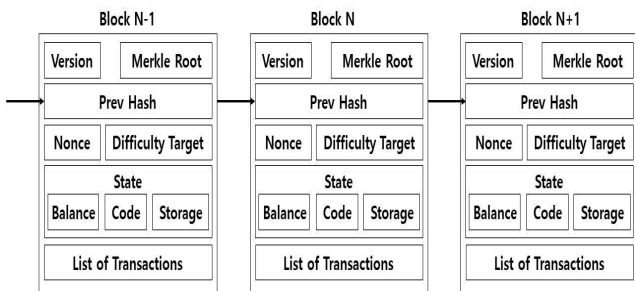 Block N-1
Version Merkle Root
Prev Hash
Nonce Difficulty Target
State
Balance Code Storage
List of Transactions
Block N
Version Merkle Root
Prev Hash
Nonce Difficulty Target
State
Balance Code Storage
List of Transactions
Block N+1
Version Merkle Root
Prev Hash
Nonce Difficulty Target
State
Balance Code Storage
List of Transactions